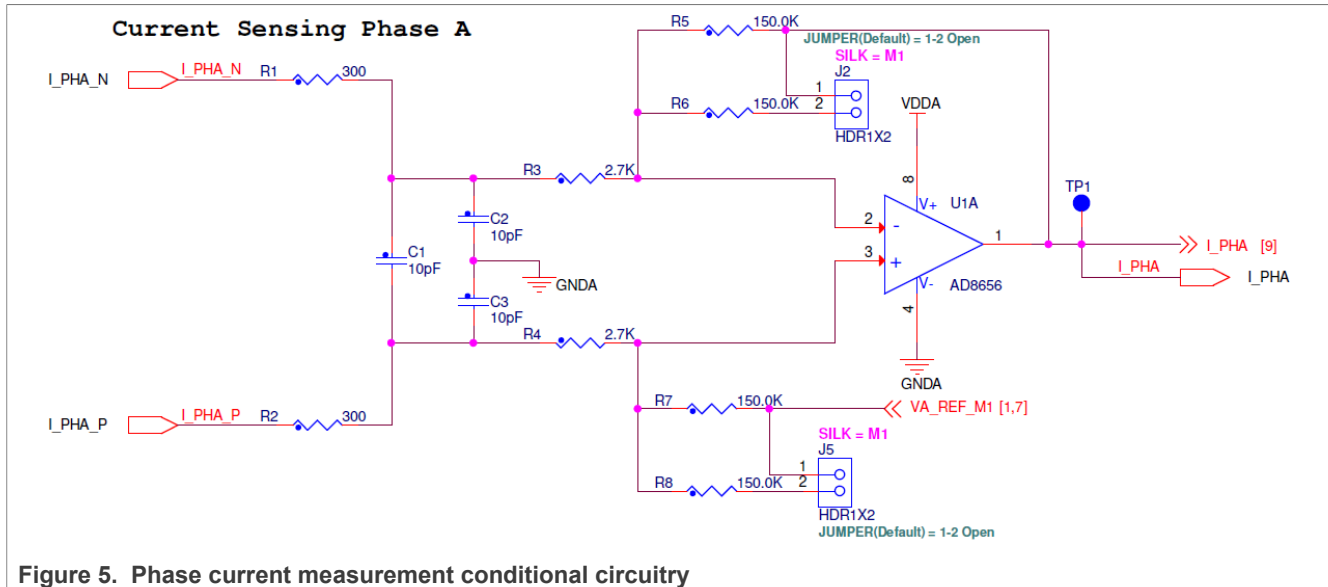 Current Sensing Phase A
R5 150.0K
JUMPER(Default) = 1-2 Open
SILK = M1
I_PHA_N I_PHA_N R1 300
J2
1
R6 150.0K 2
VDDA
HDR1X2
R3 2.7K
8
TP1
V+ U1A
C2
10pF
2 -
1
C1
10pF
I_PHA [9]
3 +
GNDA
I_PHA I_PHA
C3
10pF
V- AD8656
4
R4 2.7K
GNDA
I_PHA_P I_PHA_P R2 300
R7 150.0K VA_REF_M1 [1,7]
SILK = M1
J5
1
R8 150.0K 2
HDR1X2
JUMPER(Default) = 1-2 Open
Figure 5. Phase current measurement conditional circuitry